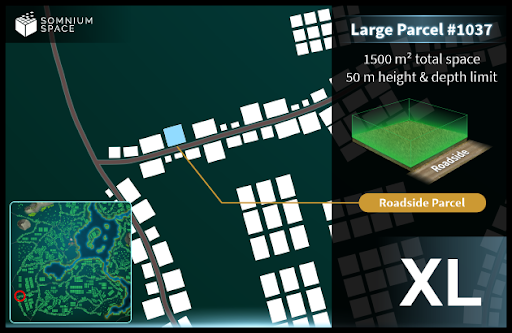 SOMNIUM
SPACE
Large Parcel #1037
1500 m² total space
50 m height & depth limit
Roadside
Roadside Parcel
XL